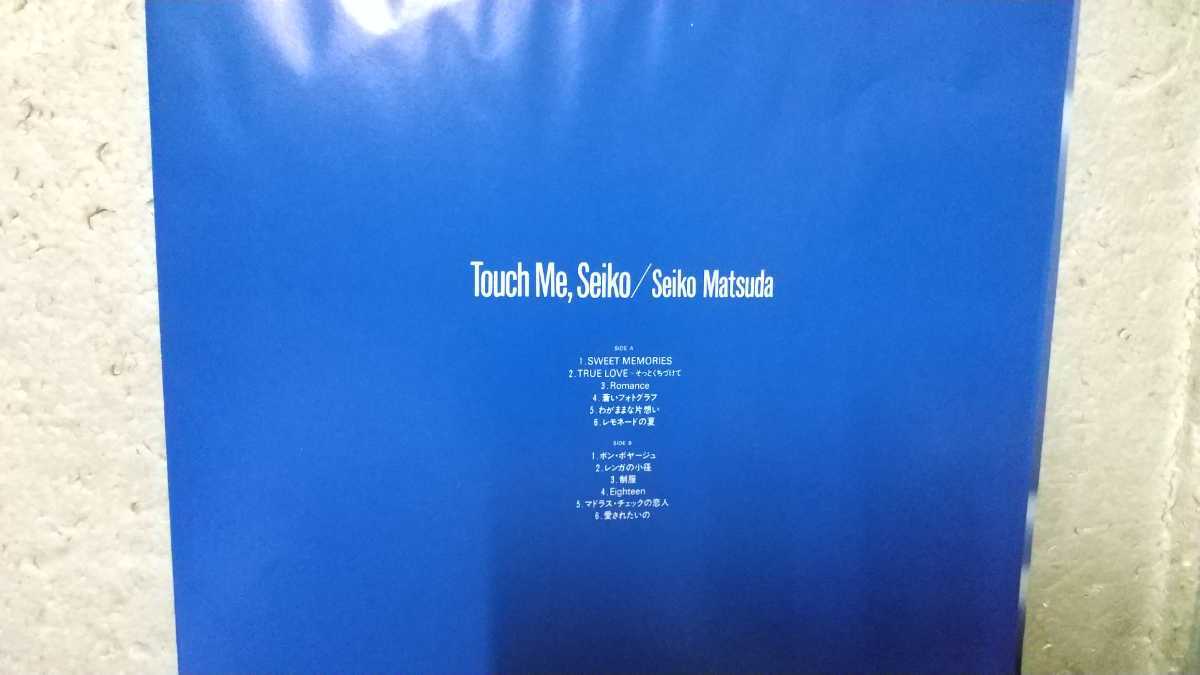 Touch Me, Seiko/Seiko Matsuda
SIDE A
1.SWEET MEMORIES
2.TRUE LOVE〜そっとくちづけて
3.Romance
4.蒼いフォトグラフ
5.わがままな片想い
6.レモネードの夏
SIDE B
1.ボン・ボヤージュ
2.レンガの小径
3.制服
4.Eighteen
5.マドラス・チェックの恋人
6.愛されたいの